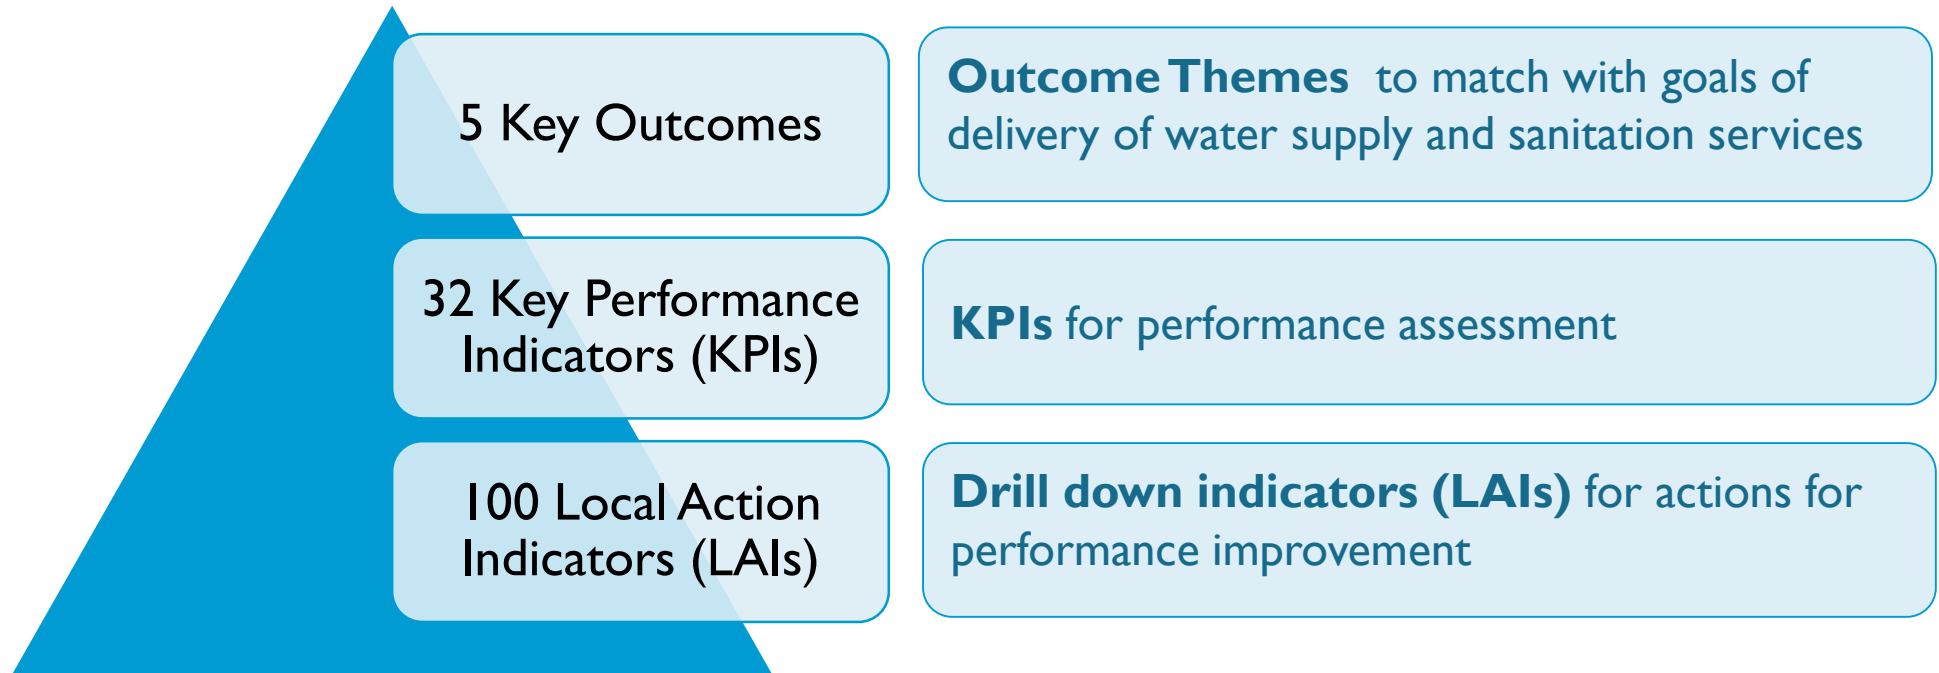 5 Key Outcomes
Outcome Themes to match with goals of
delivery of water supply and sanitation services
32 Key Performance
Indicators (KPIs)
KPIs for performance assessment
100 Local Action
Indicators (LAIs)
Drill down indicators (LAIs) for actions for
performance improvement